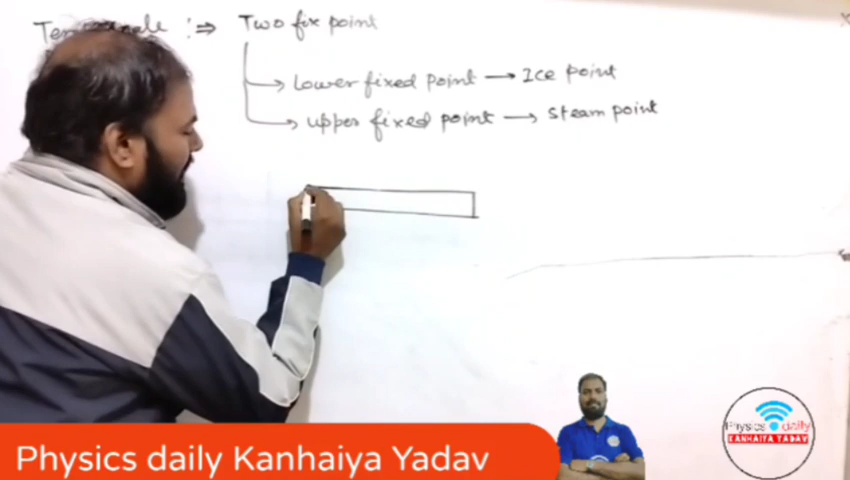 :⇒ Two fix point
→ Lower fixed point → Ice point
→ upper fixed point → steam point
Physics daily
KANHAIYA YADAV
Physics daily Kanhaiya Yadav